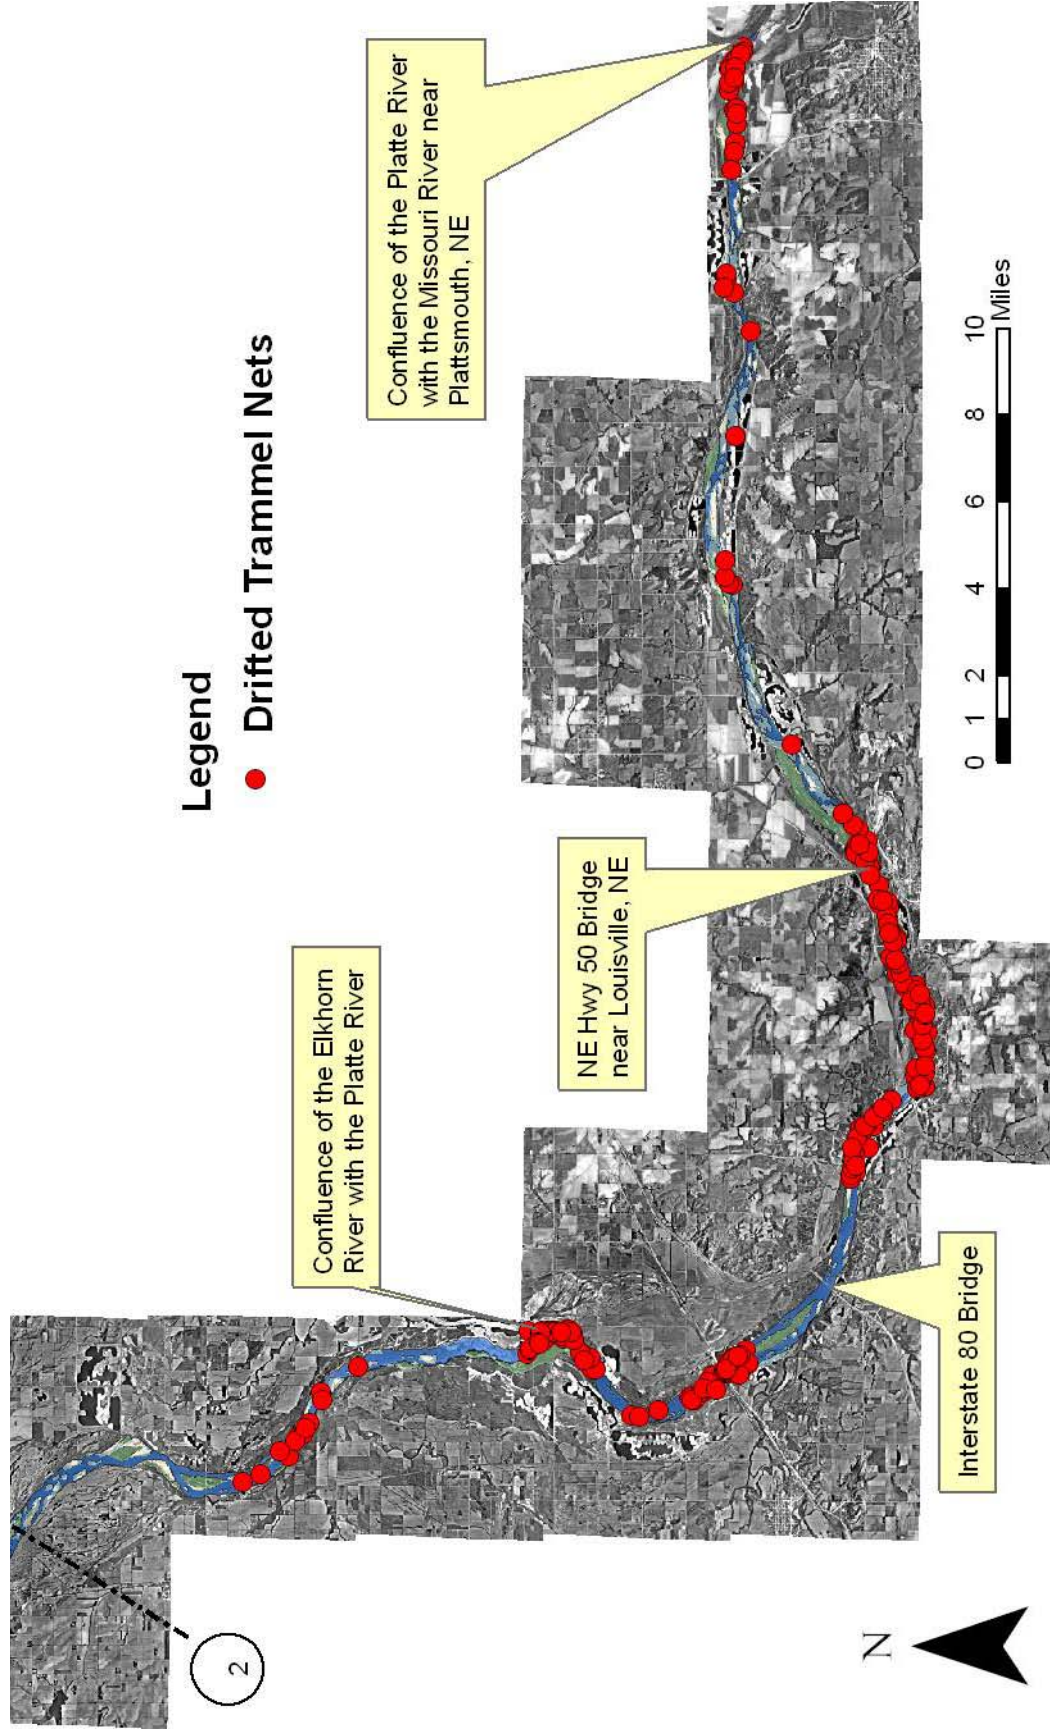 Legend
Drifted Trammel Nets
Confluence of the Elkhorn
River with the Platte River
Confluence of the Platte River
with the Missouri River near
Plattsmouth, NE
NE Hwy 50 Bridge
near Louisville, NE
Interstate 80 Bridge
2
N
0 1 2 4 6 8 10
Miles